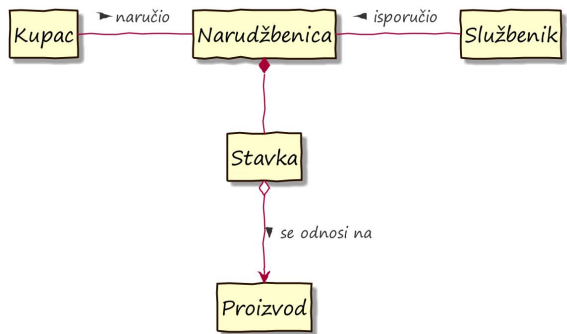 naručio
isporučio
Kupac
Narudžbenica
Službenik
Stavka
se odnosi na
Proizvod